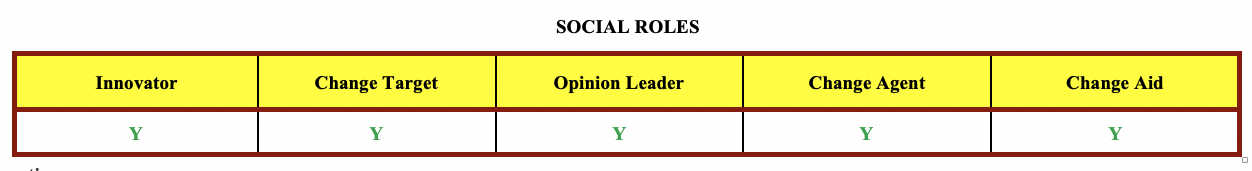 SOCIAL ROLES
Innovator Change Target Opinion Leader Change Agent Change Aid
Y Y Y Y Y